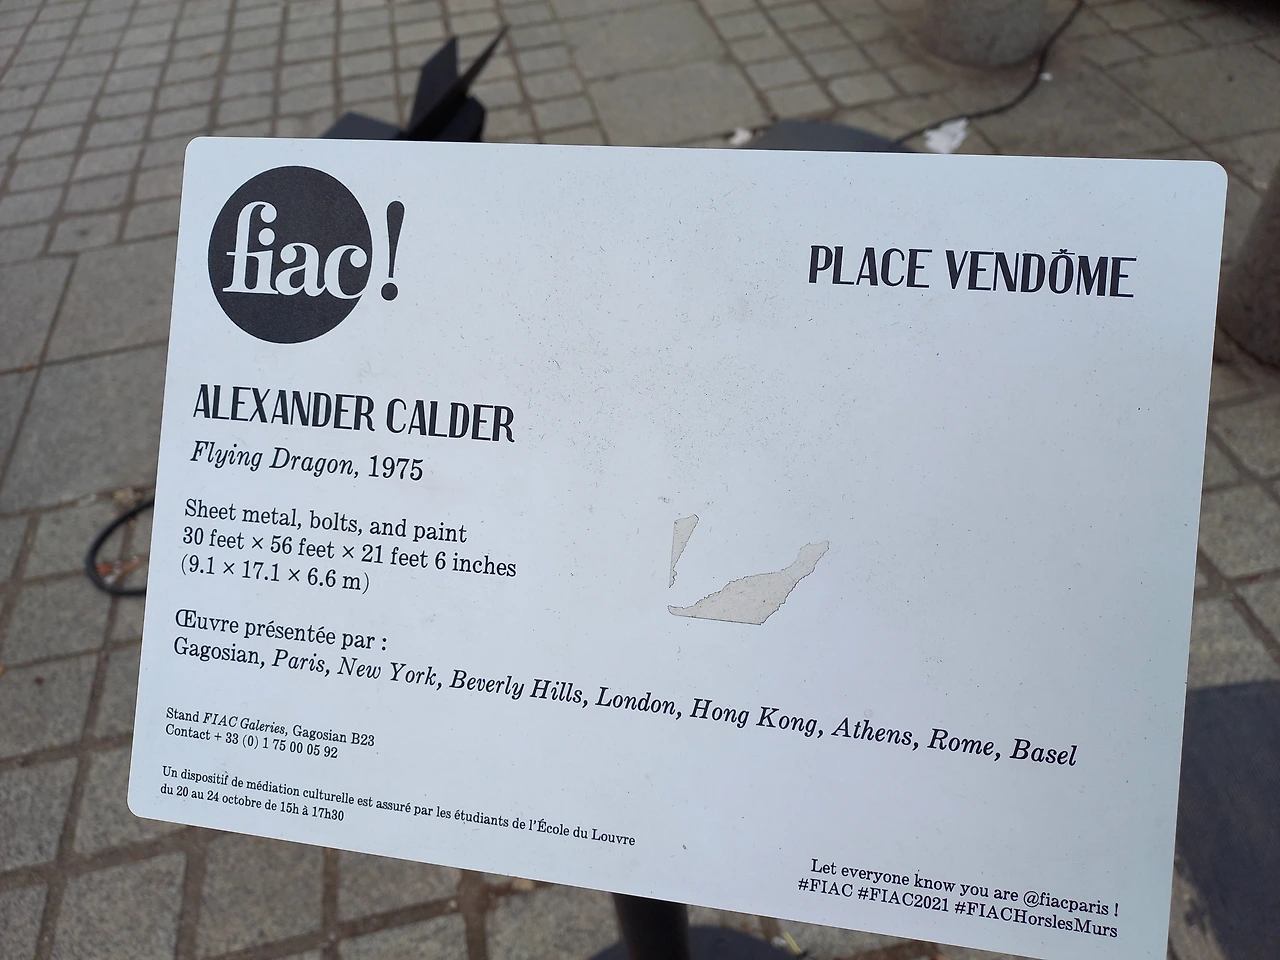 fiac!
PLACE VENDÔME
ALEXANDER CALDER
Flying Dragon, 1975
Sheet metal, bolts, and paint
30 feet × 56 feet × 21 feet 6 inches
(9.1 × 17.1 × 6.6 m)
Œuvre présentée par :
Gagosian, Paris, New York, Beverly Hills, London, Hong Kong, Athens, Rome, Basel
Stand FIAC Galeries, Gagosian B23
Contact + 33 (0) 1 75 00 05 92
Un dispositif de médiation culturelle est assuré par les étudiants de l'École du Louvre
du 20 au 24 octobre de 15h à 17h30
Let everyone know you are @fiacparis !
#FIAC #FIAC2021 #FIACHorslesMurs